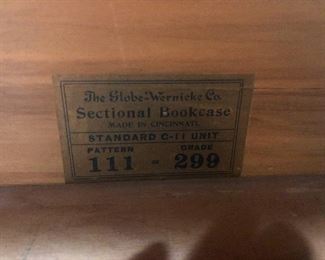 The Globe-Wernicke Co.
Sectional Bookcase
MADE IN CINCINNATI
STANDARD C-11 UNIT
PATTERN GRADE
111 - 299